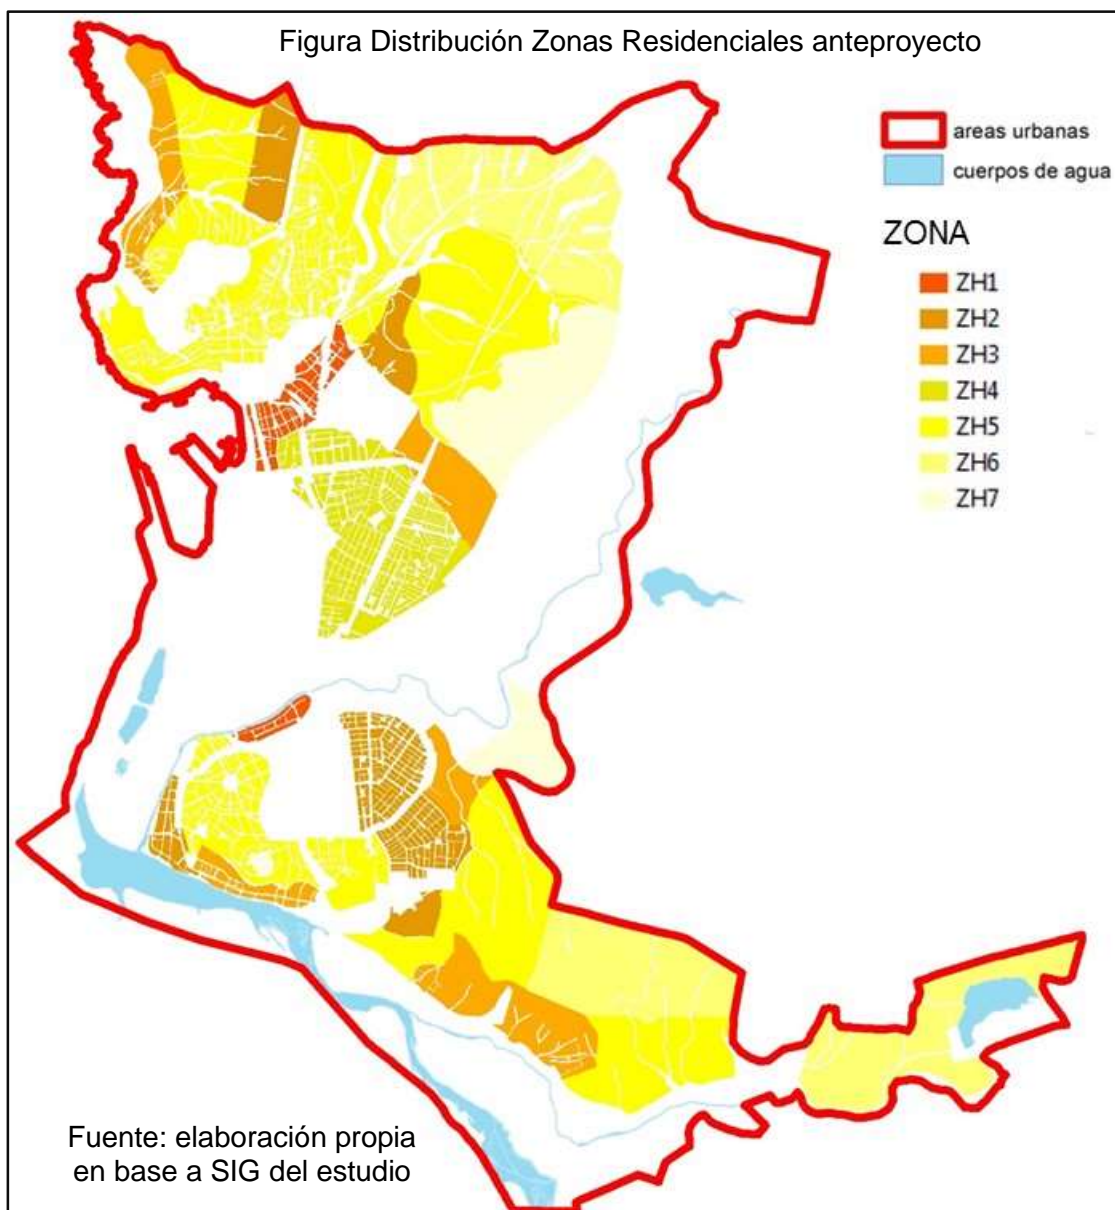 Figura Distribución Zonas Residenciales anteproyecto
areas urbanas
cuerpos de agua
ZONA
ZH1
ZH2
ZH3
ZH4
ZH5
ZH6
ZH7
Fuente: elaboración propia
en base a SIG del estudio